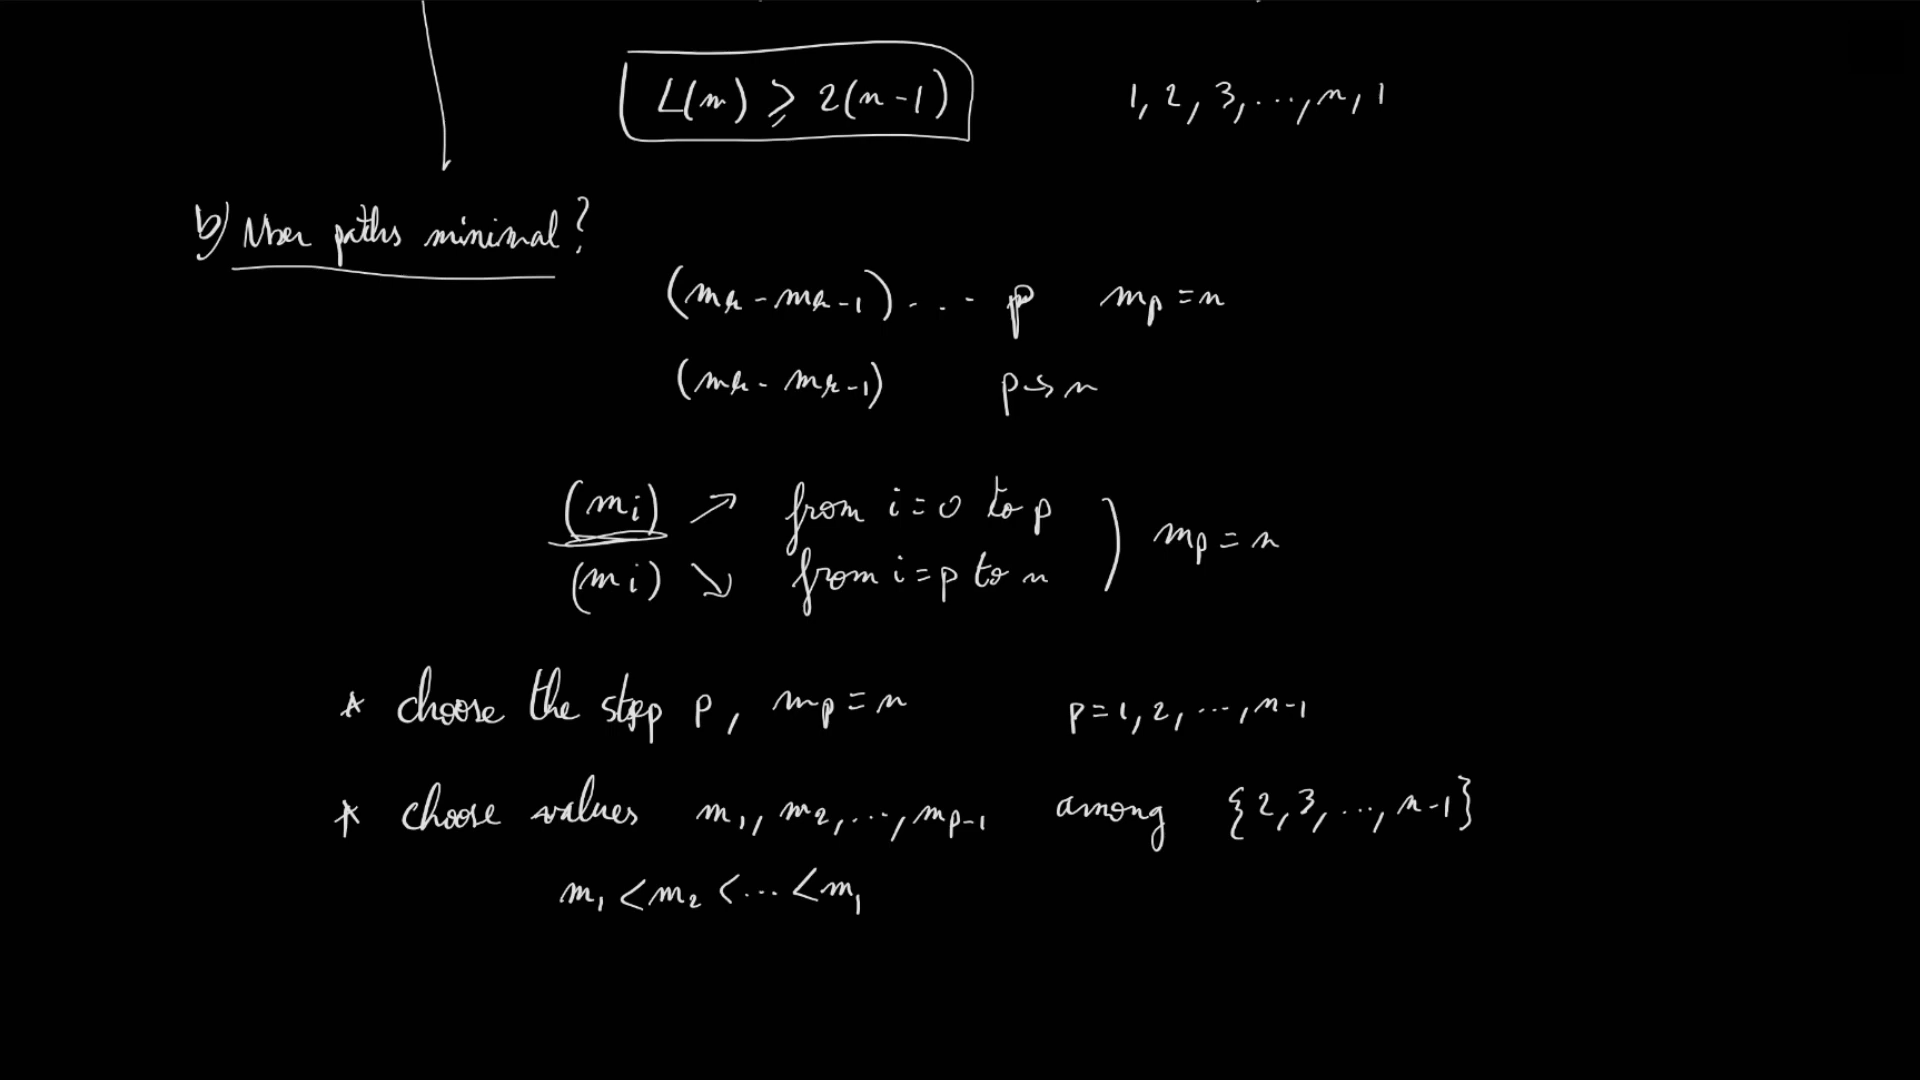 L(m) ⩾ 2(n-1) 1, 2, 3, ..., n, 1
b) Nber paths minimal?
(m_k - m_{k-1}) ... p m_p = n
(m_k - m_{k-1}) p → n
(m_i) ↗ from i = 0 to p
) m_p = n
(m_i) ↘ from i = p to n
* choose the step p, m_p = n p = 1, 2, ..., n-1
* choose values m_1, m_2, ..., m_{p-1} among {2, 3, ..., n-1}
m_1 < m_2 < ... < m_1